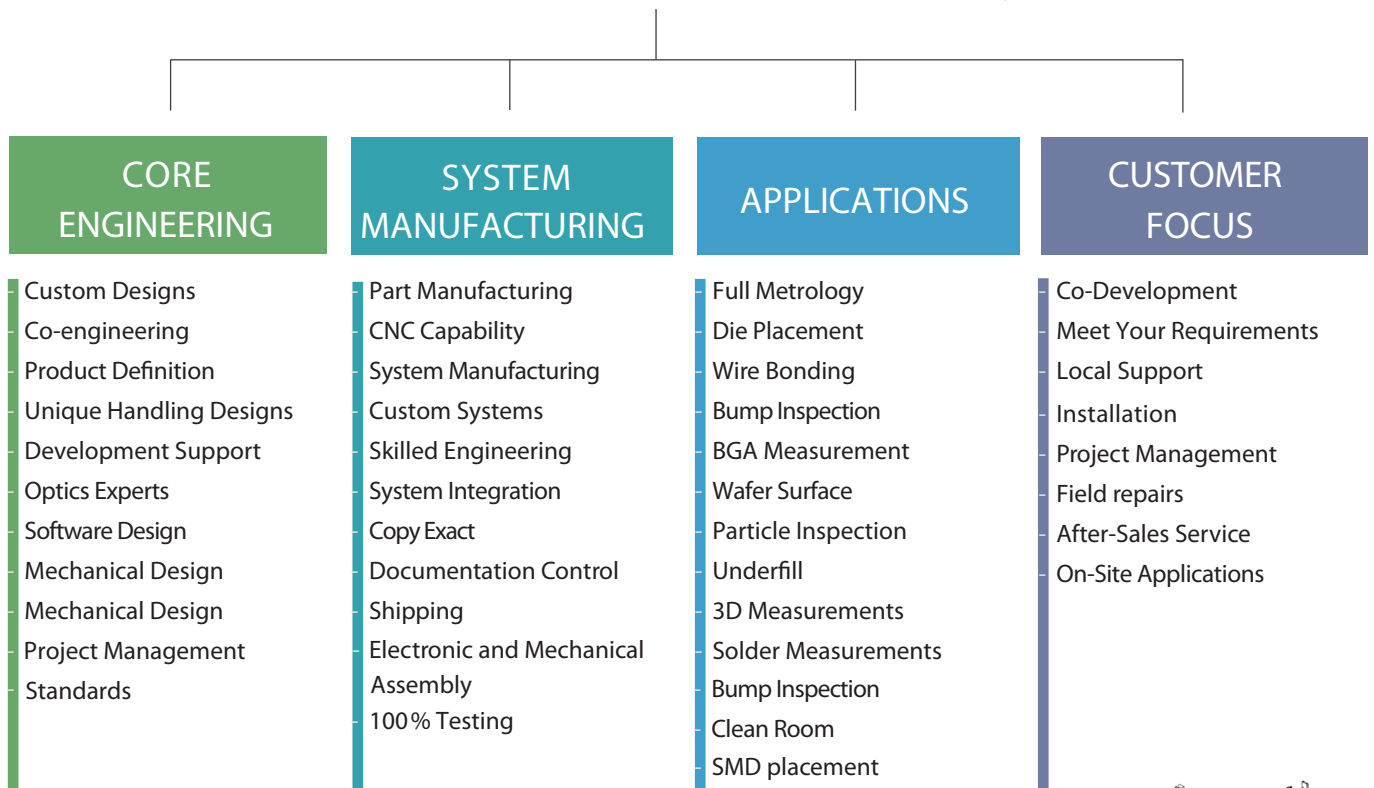 CORE
ENGINEERING
Custom Designs
Co-engineering
Product Definition
Unique Handling Designs
Development Support
Optics Experts
Software Design
Mechanical Design
Mechanical Design
Project Management
Standards
SYSTEM
MANUFACTURING
Part Manufacturing
CNC Capability
System Manufacturing
Custom Systems
Skilled Engineering
System Integration
Copy Exact
Documentation Control
Shipping
Electronic and Mechanical
Assembly
100% Testing
APPLICATIONS
Full Metrology
Die Placement
Wire Bonding
Bump Inspection
BGA Measurement
Wafer Surface
Particle Inspection
Underfill
3D Measurements
Solder Measurements
Bump Inspection
Clean Room
SMD placement
CUSTOMER
FOCUS
Co-Development
Meet Your Requirements
Local Support
Installation
Project Management
Field repairs
After-Sales Service
On-Site Applications